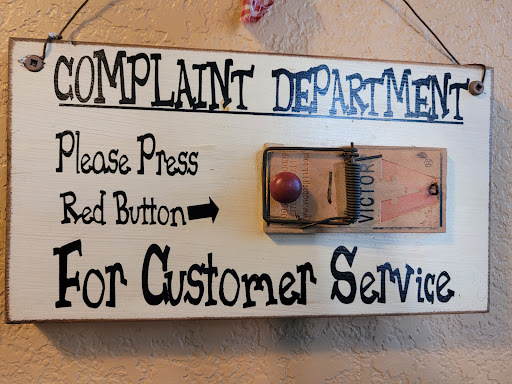 COMPLAINT DEPARTMENT
Please Press
Red Button
VICTOR
For Customer Service